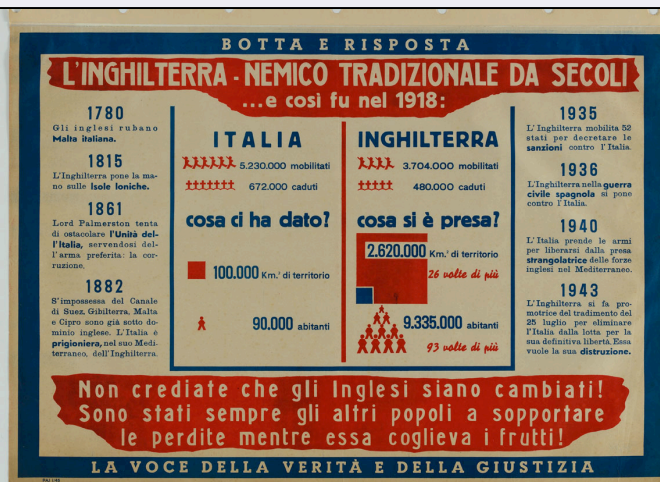 BOTTA E RISPOSTA
L'INGHILTERRA - NEMICO TRADIZIONALE DA SECOLI
...e così fu nel 1918:
1780
Gli inglesi rubano
Malta italiana.
1815
L'Inghilterra pone la ma-
no sulle Isole Ioniche.
1861
Lord Palmerston tenta
di ostacolare l'Unità del-
l'Italia, servendosi del-
l'arma preferita: la cor-
ruzione.
1882
S'impossessa del Canale
di Suez. Gibilterra, Malta
e Cipro sono già sotto do-
minio inglese. L'Italia è
prigioniera, nel suo Medi-
terraneo, dell'Inghilterra.
ITALIA
5.230.000 mobilitati
672.000 caduti
cosa ci ha dato?
100.000 Km.² di territorio
90.000 abitanti
INGHILTERRA
3.704.000 mobilitati
480.000 caduti
cosa si è presa?
2.620.000 Km.² di territorio
26 volte di più
9.335.000 abitanti
93 volte di più
1935
L'Inghilterra mobilita 52
stati per decretare le
sanzioni contro l'Italia.
1936
L'Inghilterra nella guerra
civile spagnola si pone
contro l'Italia.
1940
L'Italia prende le armi
per liberarsi dalla presa
strangolatrice delle forze
inglesi nel Mediterraneo.
1943
L'Inghilterra si fa pro-
motrice del tradimento del
25 luglio per eliminare
l'Italia dalla lotta per la
sua definitiva libertà. Essa
vuole la sua distruzione.
Non crediate che gli Inglesi siano cambiati!
Sono stati sempre gli altri popoli a sopportare
le perdite mentre essa coglieva i frutti!
LA VOCE DELLA VERITÀ E DELLA GIUSTIZIA